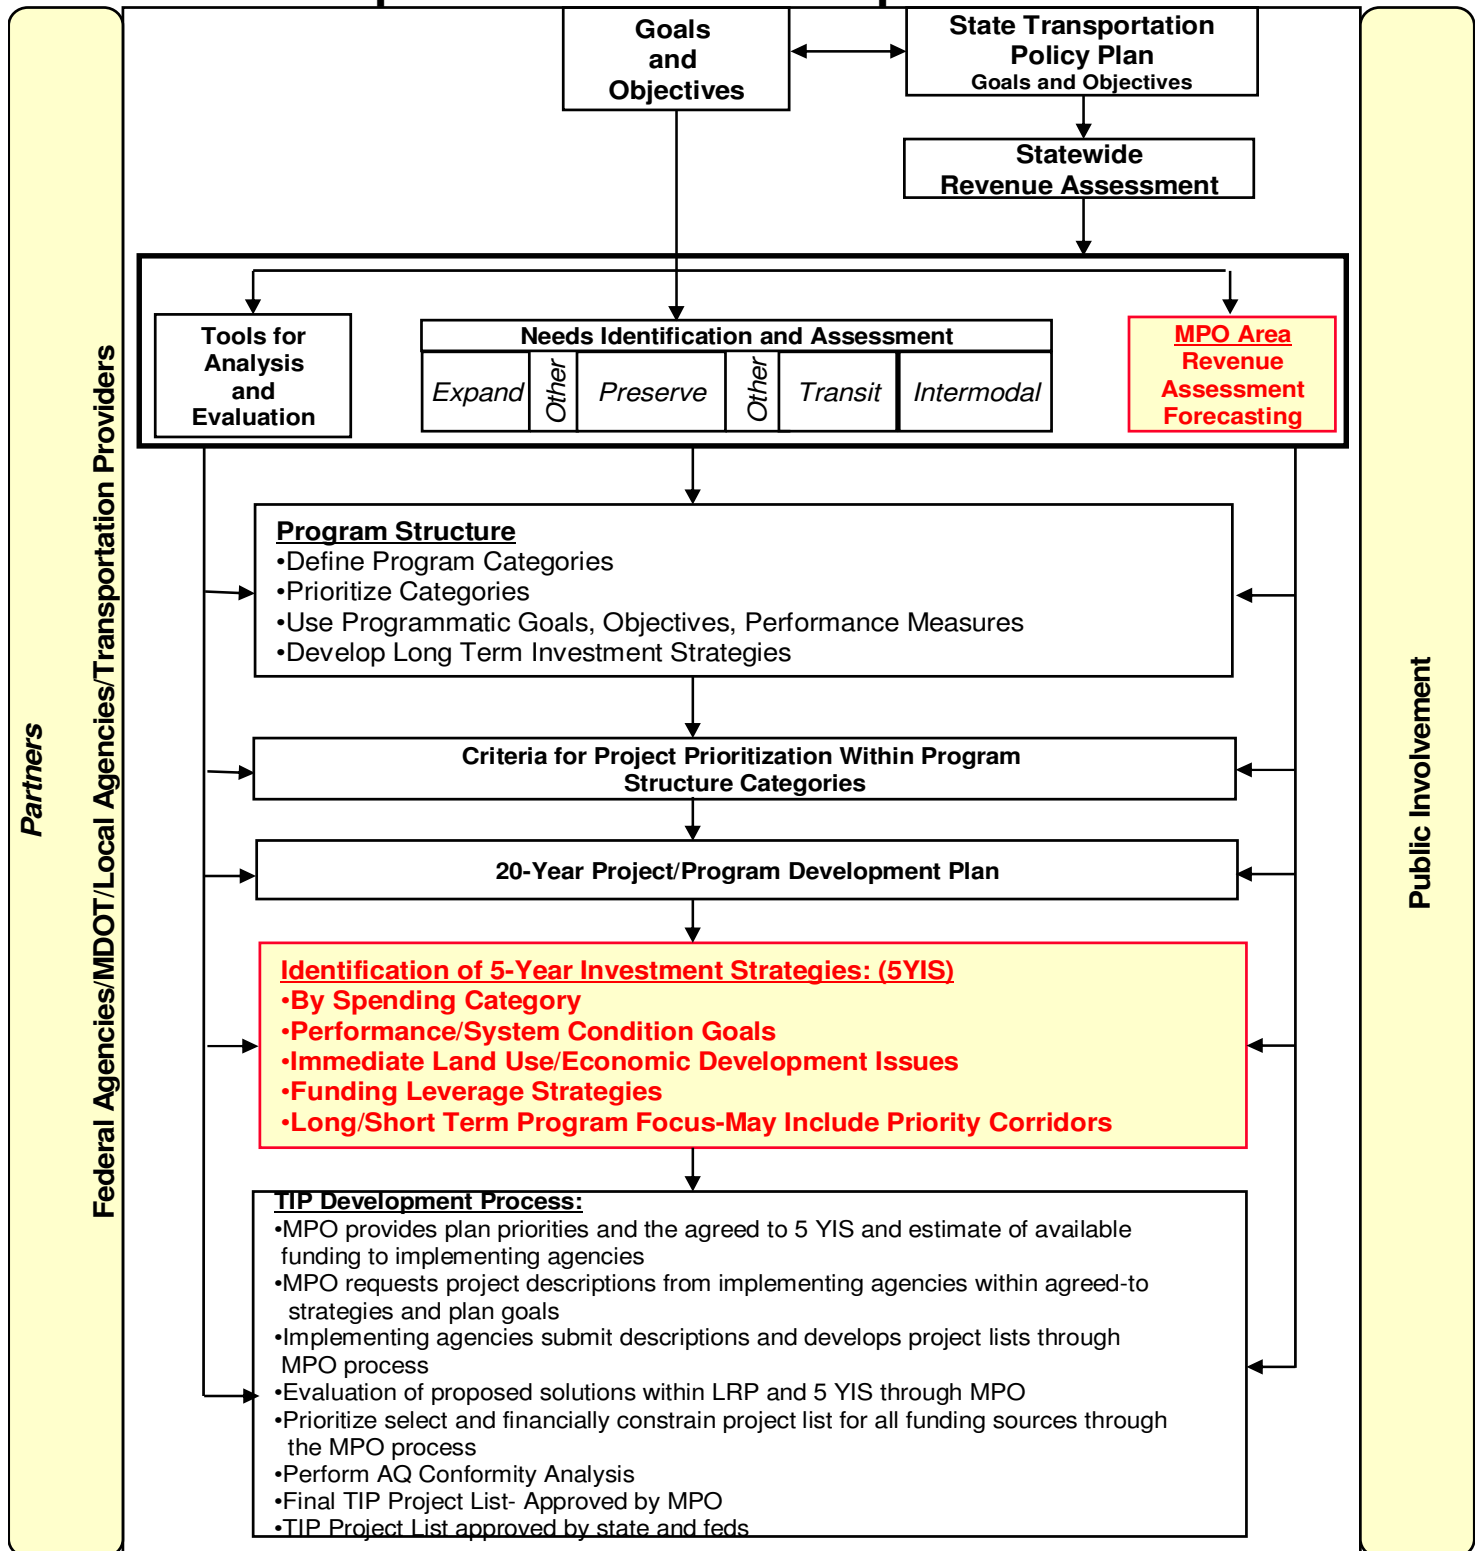 Goals
and
Objectives
State Transportation
Policy Plan
Goals and Objectives
Statewide
Revenue Assessment
Tools for
Analysis
and
Evaluation
Needs Identification and Assessment
Expand
Other
Preserve
Other
Transit
Intermodal
MPO Area
Revenue
Assessment
Forecasting
Partners
Federal Agencies/MDOT/Local Agencies/Transportation Providers
Public Involvement
Program Structure
•Define Program Categories
•Prioritize Categories
•Use Programmatic Goals, Objectives, Performance Measures
•Develop Long Term Investment Strategies
Criteria for Project Prioritization Within Program
Structure Categories
20-Year Project/Program Development Plan
Identification of 5-Year Investment Strategies: (5YIS)
•By Spending Category
•Performance/System Condition Goals
•Immediate Land Use/Economic Development Issues
•Funding Leverage Strategies
•Long/Short Term Program Focus-May Include Priority Corridors
TIP Development Process:
•MPO provides plan priorities and the agreed to 5 YIS and estimate of available
funding to implementing agencies
•MPO requests project descriptions from implementing agencies within agreed-to
strategies and plan goals
•Implementing agencies submit descriptions and develops project lists through
MPO process
•Evaluation of proposed solutions within LRP and 5 YIS through MPO
•Prioritize select and financially constrain project list for all funding sources through
the MPO process
•Perform AQ Conformity Analysis
•Final TIP Project List- Approved by MPO
•TIP Project List approved by state and feds